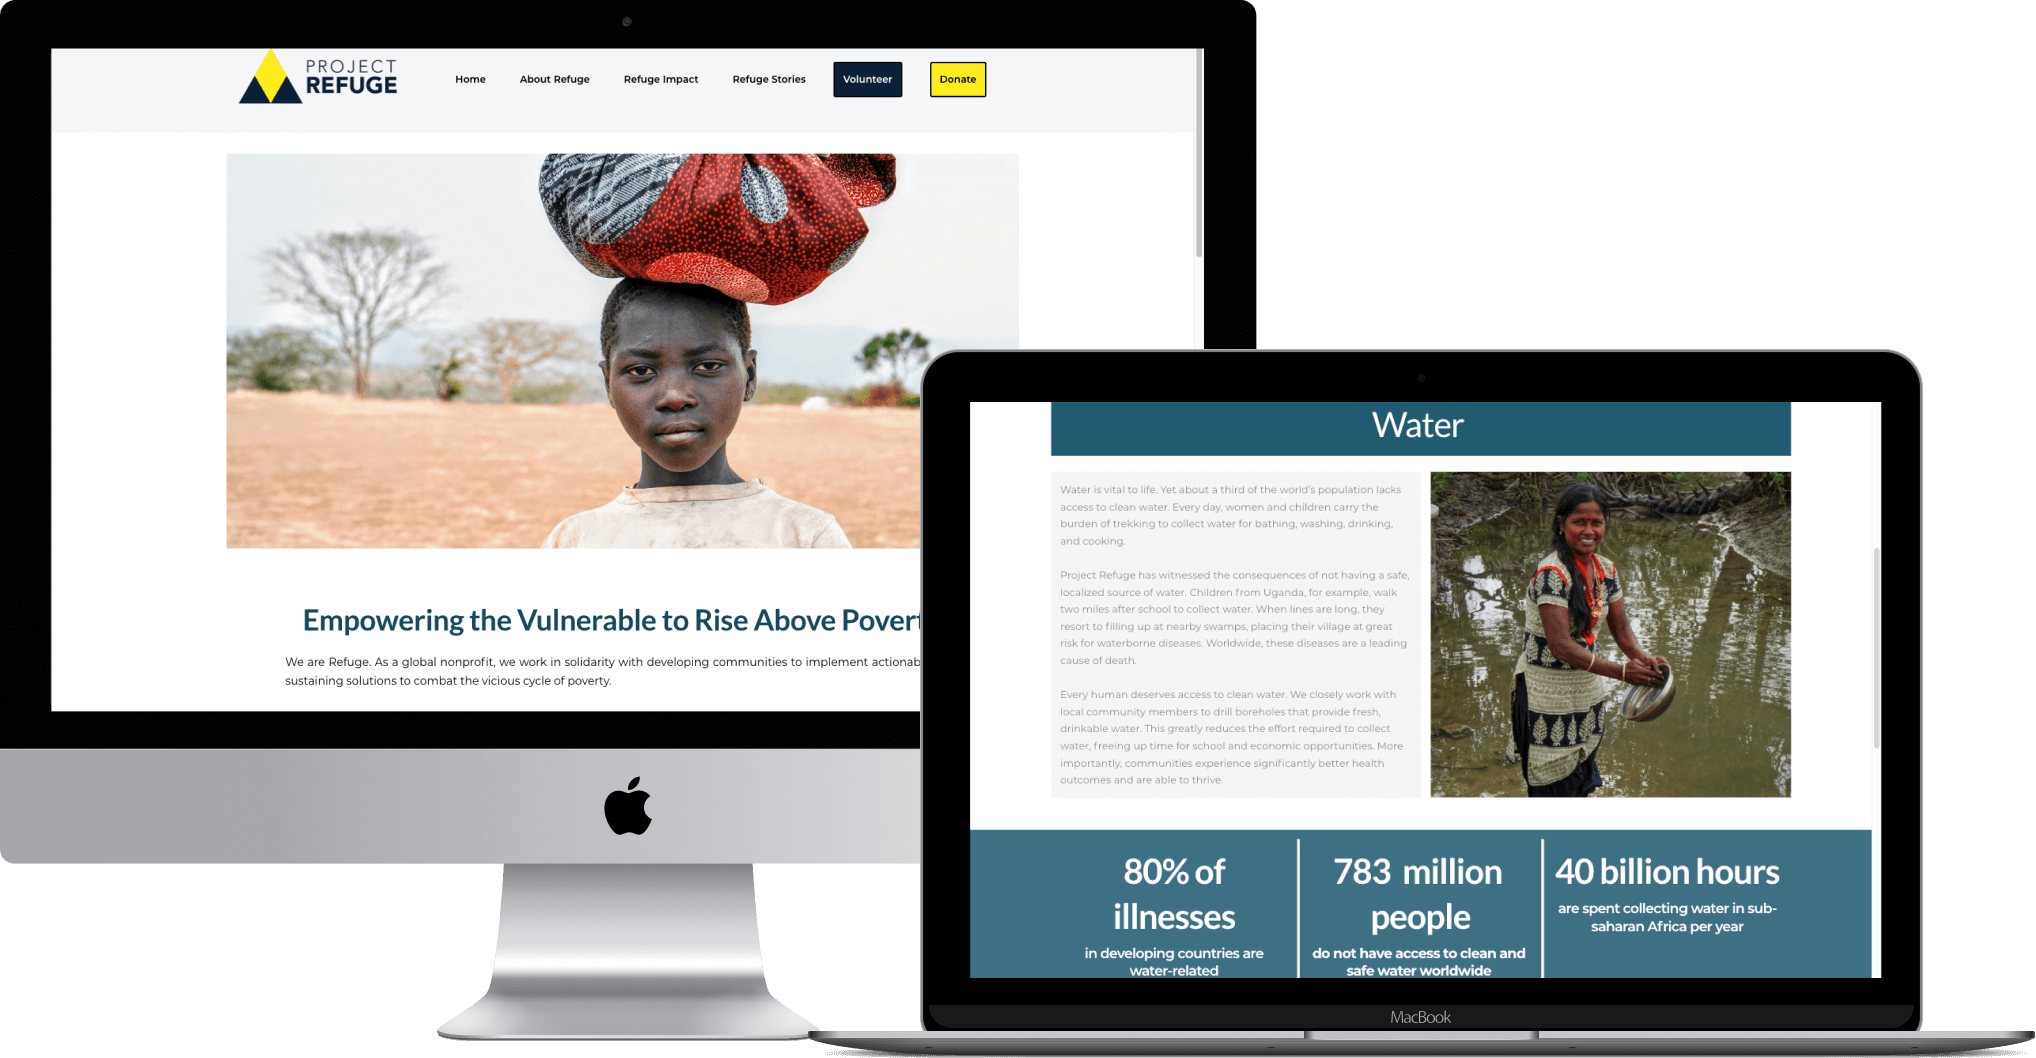 PROJECT
REFUGE
Home
About Refuge
Refuge Impact
Refuge Stories
Volunteer
Donate
Empowering the Vulnerable to Rise Above
We are Refuge. As a global nonprofit, we work in solidarity with developing communities to implement
sustaining solutions to combat the vicious cycle of poverty.
Water
Water is vital to life. Yet about a third of the world's population lacks
access to clean water. Every day, women and children carry the
burden of trekking to collect water for bathing, washing, drinking,
and cooking.
Project Refuge has witnessed the consequences of not having a safe,
localized source of water. Children from Uganda, for example, walk
two miles after school to collect water. When lines are long, they
resort to filling up at nearby swamps, placing their village at great
risk for waterborne diseases. Worldwide, these diseases are a leading
cause of death.
Every human deserves access to clean water. We closely work with
local community members to drill boreholes that provide fresh,
drinkable water. This greatly reduces the effort required to collect
water, freeing up time for school and economic opportunities. More
importantly, communities experience significantly better health
outcomes and are able to thrive.
80% of
illnesses
in developing countries are
water-related
783 million
people
do not have access to clean and
safe water worldwide
40 billion hours
are spent collecting water in sub-
saharan Africa per year
MacBook